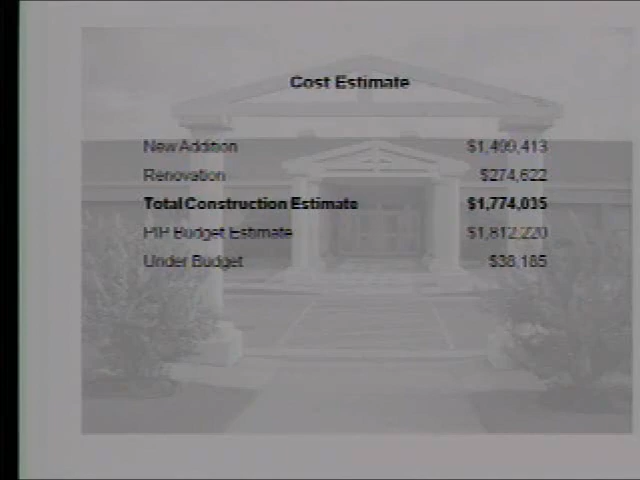 Cost Estimate
New Addition $1,499,413
Renovation $274,622
Total Construction Estimate $1,774,035
PIP Budget Estimate $1,812,220
Under Budget $38,185